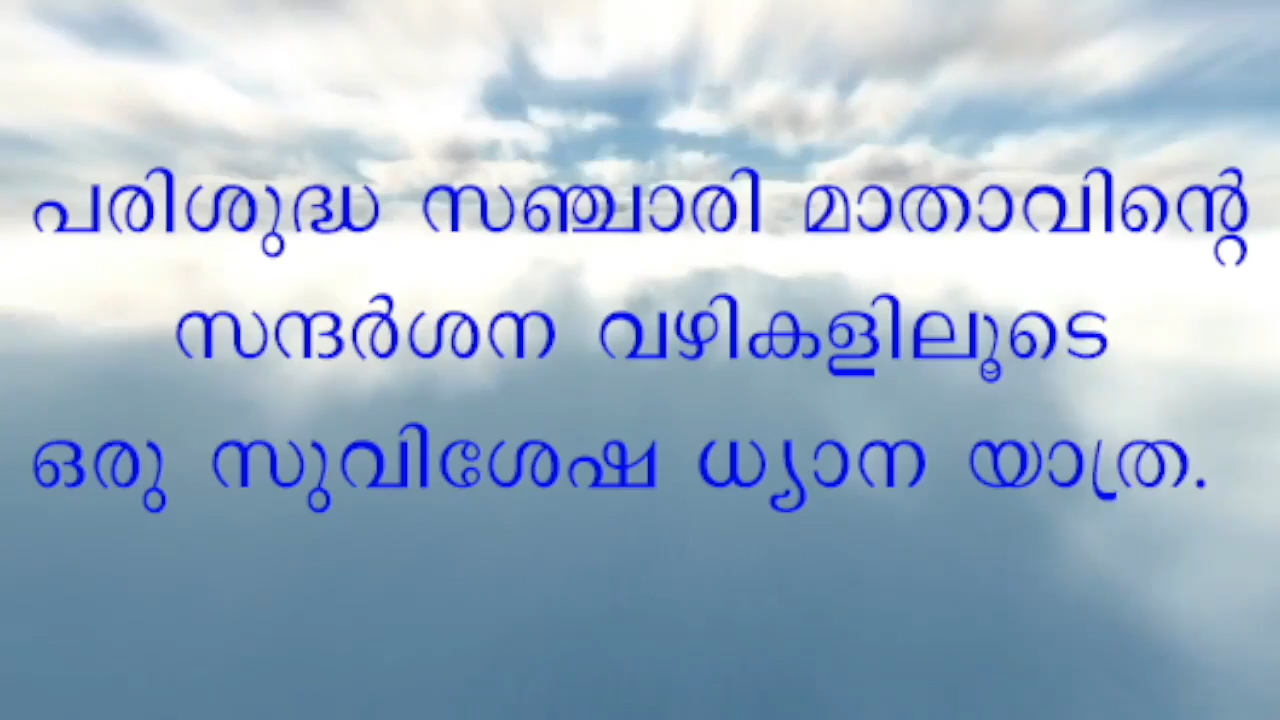 പരിശുദ്ധ സഞ്ചാരി മാതാവിന്റെ
സന്ദർശന വഴികളിലൂടെ
ഒരു സുവിശേഷ ധ്യാന യാത്ര.